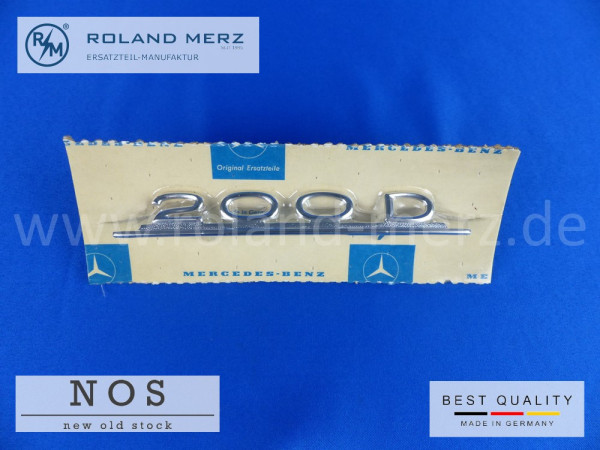 R/M ® ROLAND MERZ
SEIT 1972
ERSATZTEIL-MANUFAKTUR
MERCEDES-BENZ
Original-Ersatzteile
200 D
www.roland-merz.de
MERCEDES-BENZ
ME
NOS
new old stock
BEST QUALITY
MADE IN GERMANY